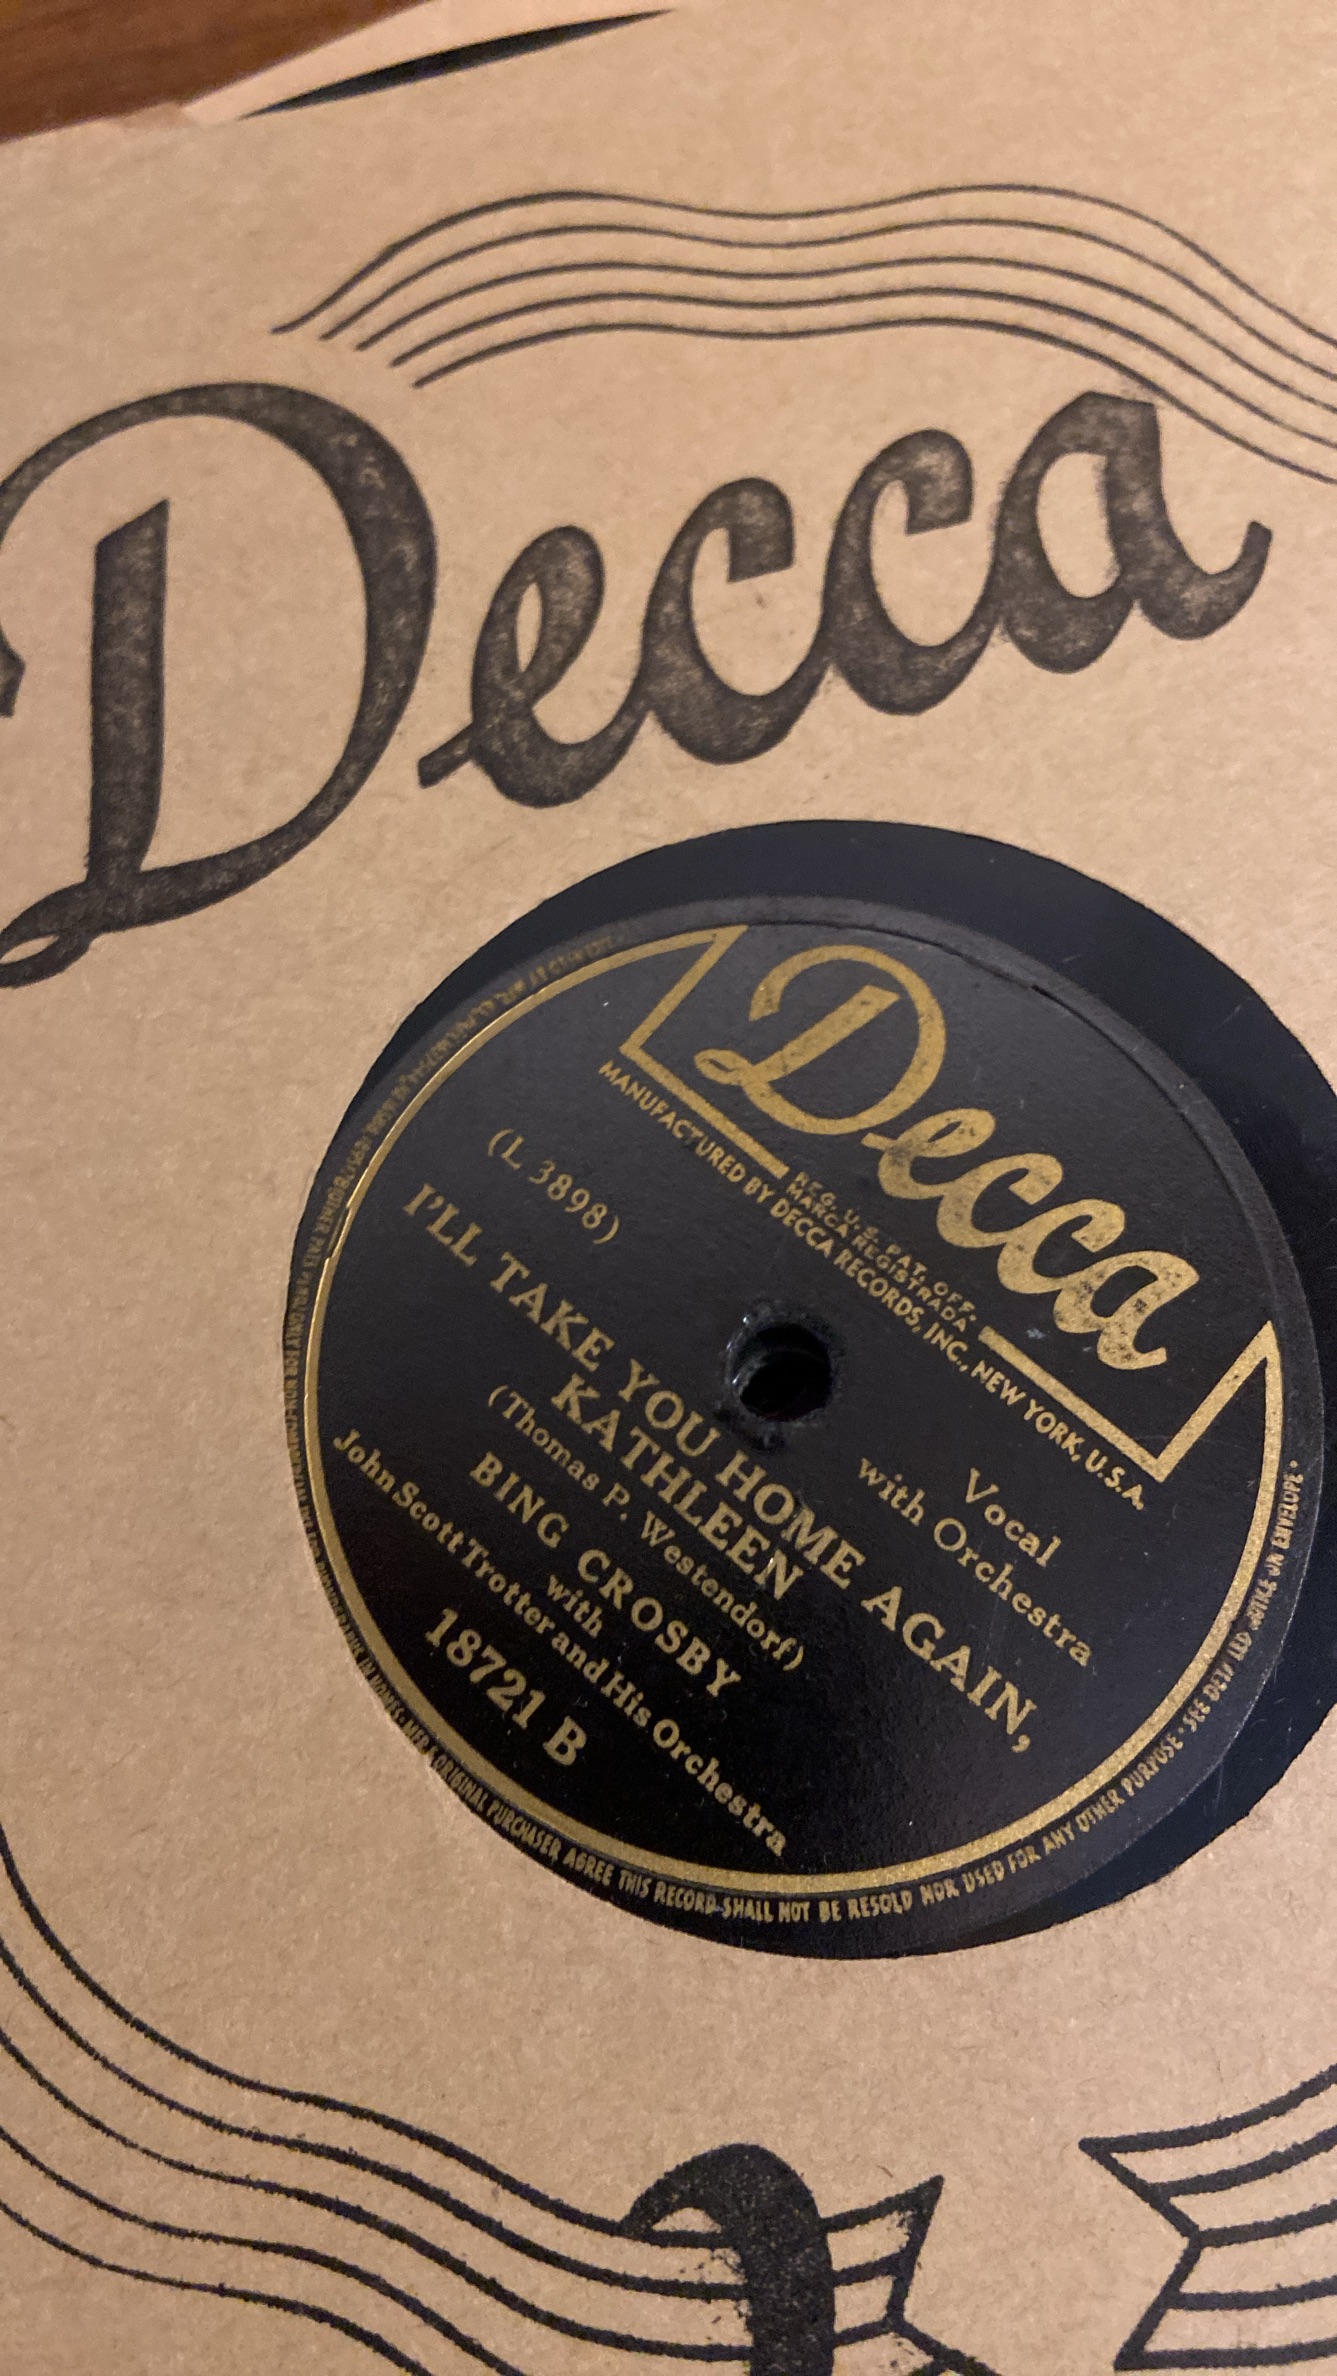 Decca
Decca
REG. U.S. PAT. OFF.
MARCA REGISTRADA
MANUFACTURED BY DECCA RECORDS, INC., NEW YORK, U.S.A.
(L 3898)
Vocal
with Orchestra
I'LL TAKE YOU HOME AGAIN,
KATHLEEN
(Thomas P. Westendorf)
BING CROSBY
with
John Scott Trotter and His Orchestra
18721 B
ORIGINAL PURCHASER AGREE THIS RECORD SHALL NOT BE RESOLD NOR USED FOR ANY OTHER PURPOSE • SEE DETAILED